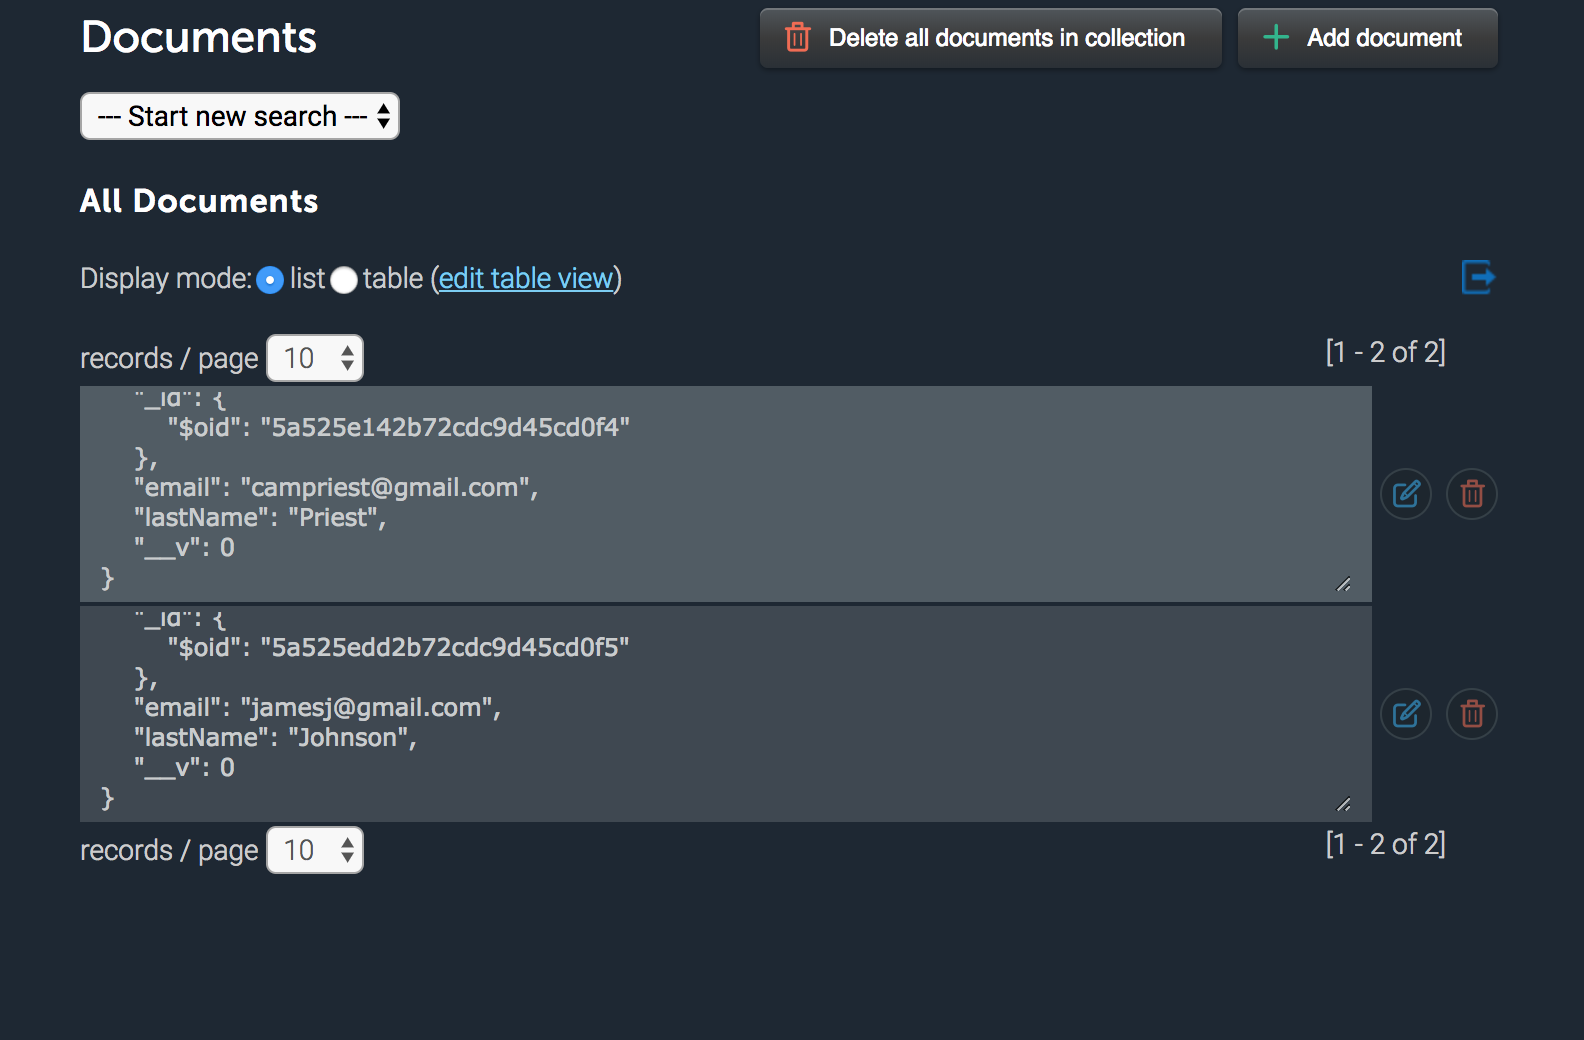 Documents
Delete all documents in collection
Add document
--- Start new search ---
All Documents
Display mode: list table (edit table view)
records / page 10
[1 - 2 of 2]
"_id": {
"$oid": "5a525e142b72cdc9d45cd0f4"
},
"email": "campriest@gmail.com",
"lastName": "Priest",
"__v": 0
}
"_id": {
"$oid": "5a525edd2b72cdc9d45cd0f5"
},
"email": "jamesj@gmail.com",
"lastName": "Johnson",
"__v": 0
}
records / page 10
[1 - 2 of 2]